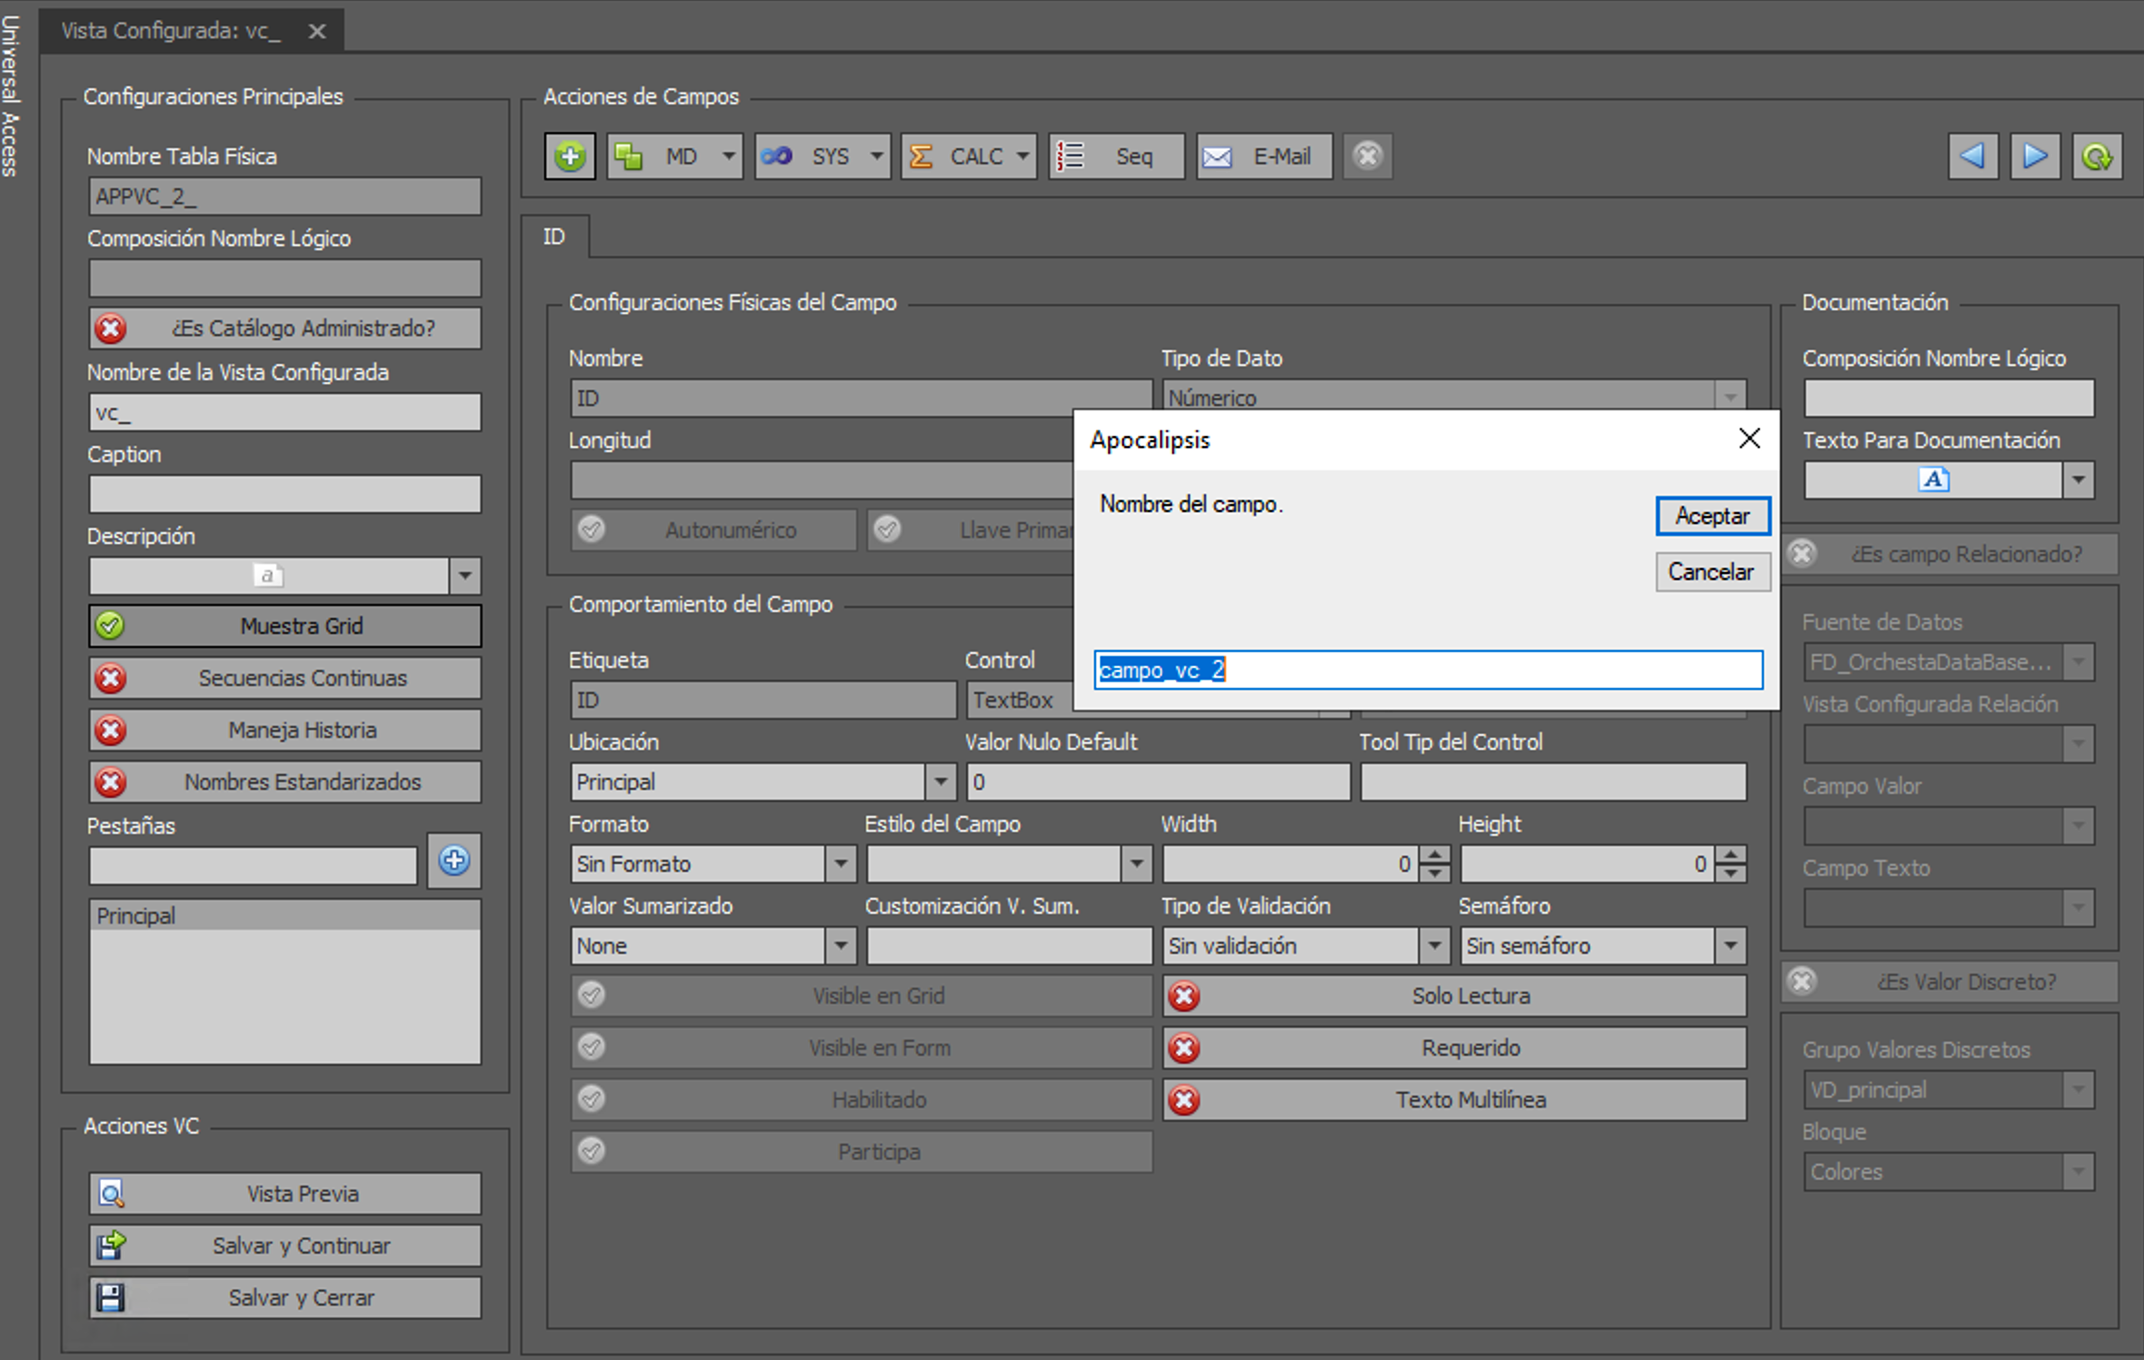 Universal Access
Vista Configurada: vc_
Configuraciones Principales
Nombre Tabla Física
APPVC_2_
Composición Nombre Lógico
¿Es Catálogo Administrado?
Nombre de la Vista Configurada
vc_
Caption
Descripción
a
Muestra Grid
Secuencias Continuas
Maneja Historia
Nombres Estandarizados
Pestañas
Principal
Acciones VC
Vista Previa
Salvar y Continuar
Salvar y Cerrar
Acciones de Campos
MD
SYS
CALC
Seq
E-Mail
ID
Configuraciones Físicas del Campo
Nombre
Tipo de Dato
ID
Númerico
Longitud
Autonumérico
Llave Primar
Apocalipsis
Nombre del campo.
Aceptar
Cancelar
campo_vc_2
Comportamiento del Campo
Etiqueta
Control
ID
TextBox
Ubicación
Valor Nulo Default
Tool Tip del Control
Principal
0
Formato
Estilo del Campo
Width
Height
Sin Formato
0
0
Valor Sumarizado
Customización V. Sum.
Tipo de Validación
Semáforo
None
Sin validación
Sin semáforo
Visible en Grid
Solo Lectura
Visible en Form
Requerido
Habilitado
Texto Multilínea
Participa
Documentación
Composición Nombre Lógico
Texto Para Documentación
A
¿Es campo Relacionado?
Fuente de Datos
FD_OrchestaDataBase...
Vista Configurada Relación
Campo Valor
Campo Texto
¿Es Valor Discreto?
Grupo Valores Discretos
VD_principal
Bloque
Colores